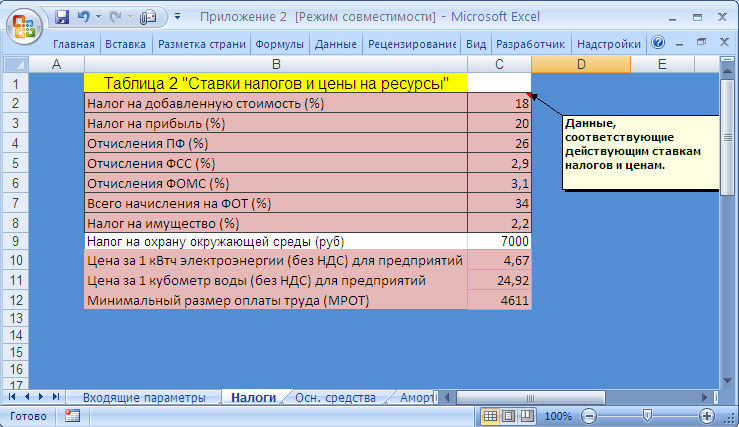 Приложение 2 [Режим совместимости] - Microsoft Excel
Главная Вставка Разметка страни Формулы Данные Рецензирование Вид Разработчик Надстройки
A B C D E
1 Таблица 2 "Ставки налогов и цены на ресурсы"
2 Налог на добавленную стоимость (%) 18
3 Налог на прибыль (%) 20
4 Отчисления ПФ (%) 26
5 Отчисления ФСС (%) 2,9
6 Отчисления ФОМС (%) 3,1
7 Всего начисления на ФОТ (%) 34
8 Налог на имущество (%) 2,2
9 Налог на охрану окружающей среды (руб) 7000
10 Цена за 1 кВтч электроэнергии (без НДС) для предприятий 4,67
11 Цена за 1 кубометр воды (без НДС) для предприятий 24,92
12 Минимальный размер оплаты труда (МРОТ) 4611
13
14
15
16
17
Данные,
соответствующие
действующим ставкам
налогов и ценам.
Входящие параметры Налоги Осн. средства Аморт
Готово 100%